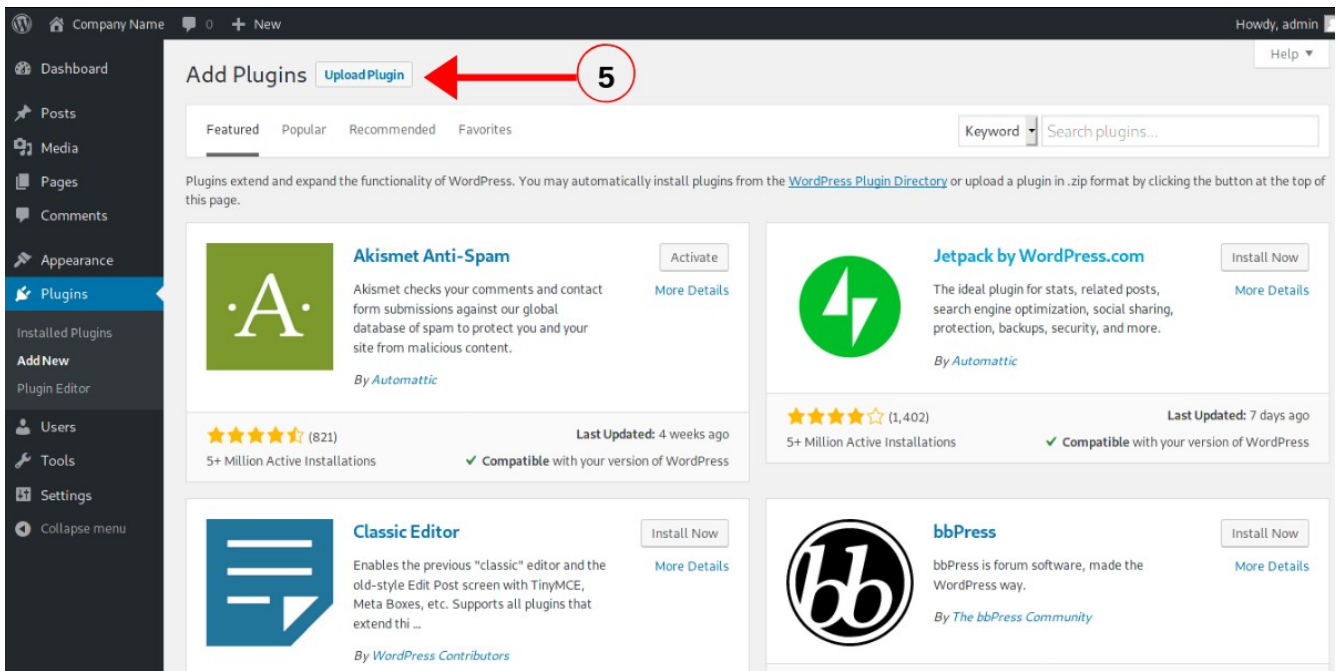 Company Name 0 + New Howdy, admin
Help ▼
Dashboard
Posts
Media
Pages
Comments
Appearance
Plugins
Installed Plugins
Add New
Plugin Editor
Users
Tools
Settings
Collapse menu
Add Plugins Upload Plugin 5
Featured Popular Recommended Favorites Keyword Search plugins...
Plugins extend and expand the functionality of WordPress. You may automatically install plugins from the WordPress Plugin Directory or upload a plugin in .zip format by clicking the button at the top of
this page.
·A·
Akismet Anti-Spam
Activate
More Details
Akismet checks your comments and contact
form submissions against our global
database of spam to protect you and your
site from malicious content.
By Automattic
(821)
Last Updated: 4 weeks ago
5+ Million Active Installations
✓ Compatible with your version of WordPress
Jetpack by WordPress.com
Install Now
More Details
The ideal plugin for stats, related posts,
search engine optimization, social sharing,
protection, backups, security, and more.
By Automattic
(1,402)
Last Updated: 7 days ago
5+ Million Active Installations
✓ Compatible with your version of WordPress
Classic Editor
Install Now
More Details
Enables the previous "classic" editor and the
old-style Edit Post screen with TinyMCE,
Meta Boxes, etc. Supports all plugins that
extend thi ...
By WordPress Contributors
bb
bbPress
Install Now
More Details
bbPress is forum software, made the
WordPress way.
By The bbPress Community